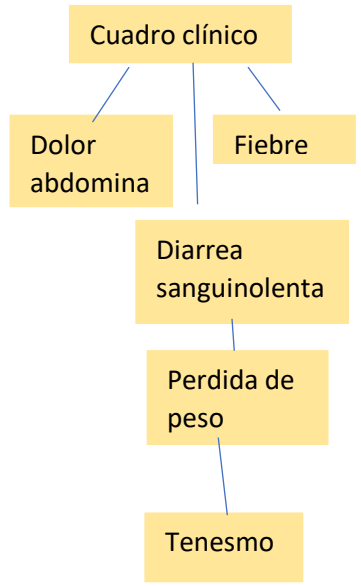 Cuadro clínico
Dolor
abdomina
Fiebre
Diarrea
sanguinolenta
Perdida de
peso
Tenesmo